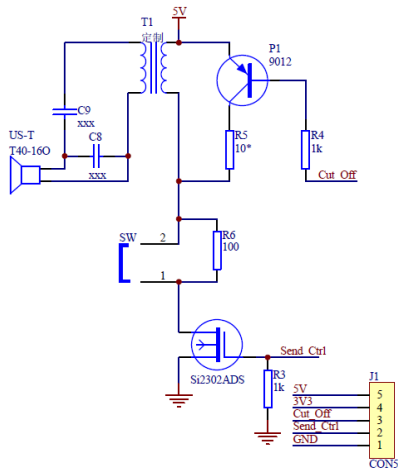 5V
T1
定制
P1
9012
C9
xxx
US-T
T40-16O
C8
xxx
R5
10*
R4
1k
Cut_Off
SW
2
1
R6
100
Send_Ctrl
Si2302ADS
R3
1k
J1
5V 5
3V3 4
Cut_Off 3
Send_Ctrl 2
GND 1
CON5